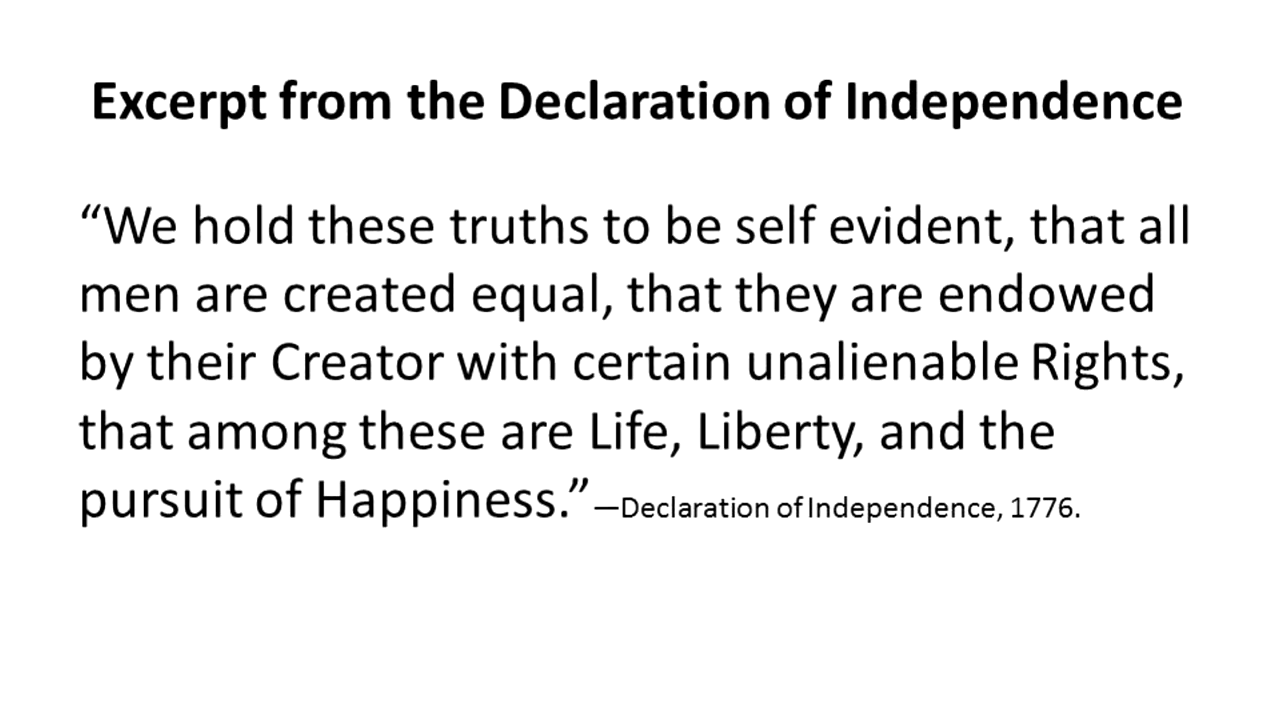 Excerpt from the Declaration of Independence
“We hold these truths to be self evident, that all
men are created equal, that they are endowed
by their Creator with certain unalienable Rights,
that among these are Life, Liberty, and the
pursuit of Happiness.” —Declaration of Independence, 1776.